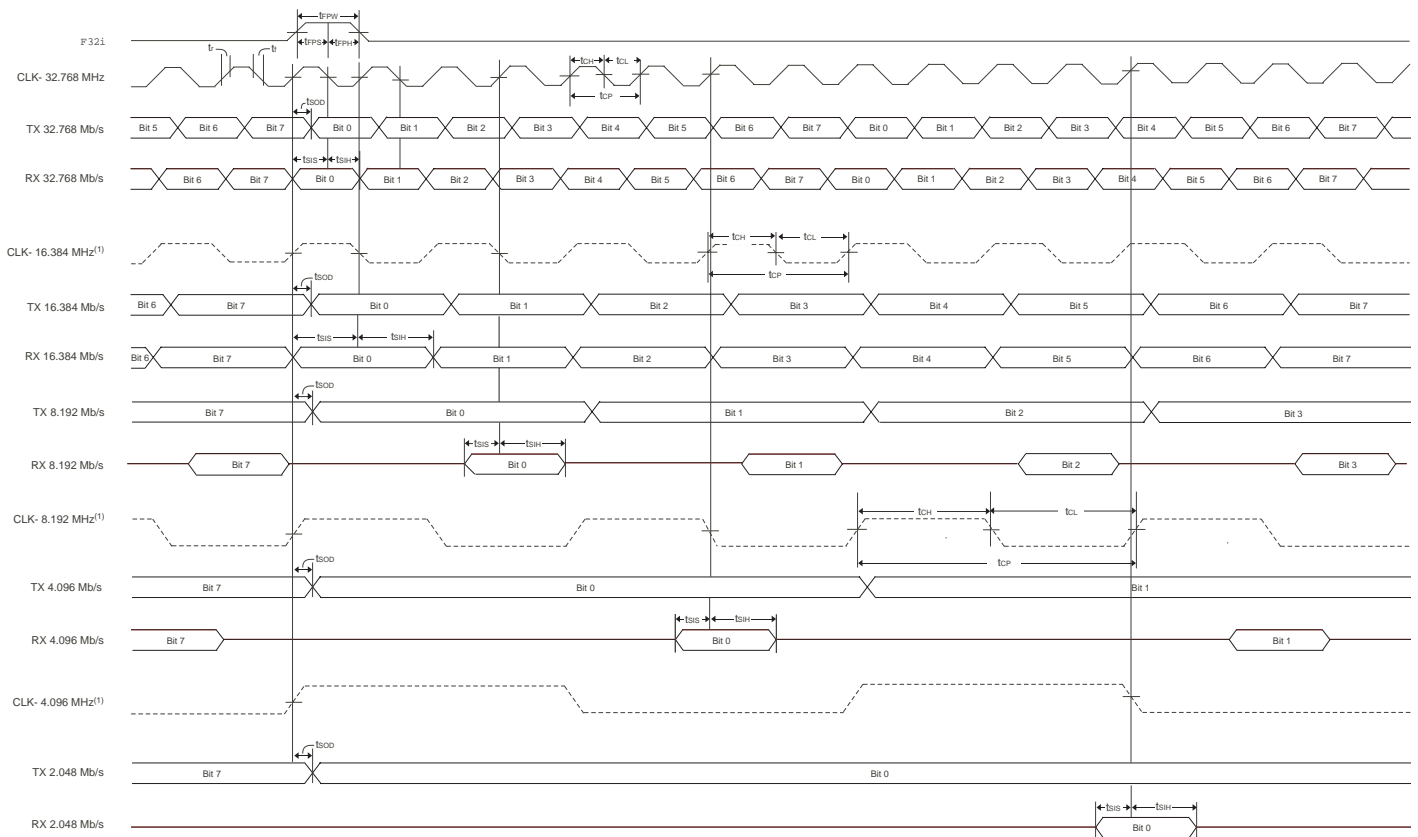 tFPW
F32i
tFPS tFPH
tr tf
CLK- 32.768 MHz
tCH tCL
tCP
tSOD
TX 32.768 Mb/s Bit 5 Bit 6 Bit 7 Bit 0 Bit 1 Bit 2 Bit 3 Bit 4 Bit 5 Bit 6 Bit 7 Bit 0 Bit 1 Bit 2 Bit 3 Bit 4 Bit 5 Bit 6 Bit 7
tSIS tSIH
RX 32.768 Mb/s Bit 6 Bit 7 Bit 0 Bit 1 Bit 2 Bit 3 Bit 4 Bit 5 Bit 6 Bit 7 Bit 0 Bit 1 Bit 2 Bit 3 Bit 4 Bit 5 Bit 6 Bit 7
tCH tCL
CLK- 16.384 MHz(1)
tCP
tSOD
TX 16.384 Mb/s Bit 6 Bit 7 Bit 0 Bit 1 Bit 2 Bit 3 Bit 4 Bit 5 Bit 6 Bit 7
tSIS tSIH
RX 16.384 Mb/s Bit 6 Bit 7 Bit 0 Bit 1 Bit 2 Bit 3 Bit 4 Bit 5 Bit 6 Bit 7
tSOD
TX 8.192 Mb/s Bit 7 Bit 0 Bit 1 Bit 2 Bit 3
tSIS tSIH
RX 8.192 Mb/s Bit 7 Bit 0 Bit 1 Bit 2 Bit 3
tCH tCL
CLK- 8.192 MHz(1)
tCP
tSOD
TX 4.096 Mb/s Bit 7 Bit 0 Bit 1
tSIS tSIH
RX 4.096 Mb/s Bit 7 Bit 0 Bit 1
CLK- 4.096 MHz(1)
tSOD
TX 2.048 Mb/s Bit 7 Bit 0
tSIS tSIH
RX 2.048 Mb/s Bit 0